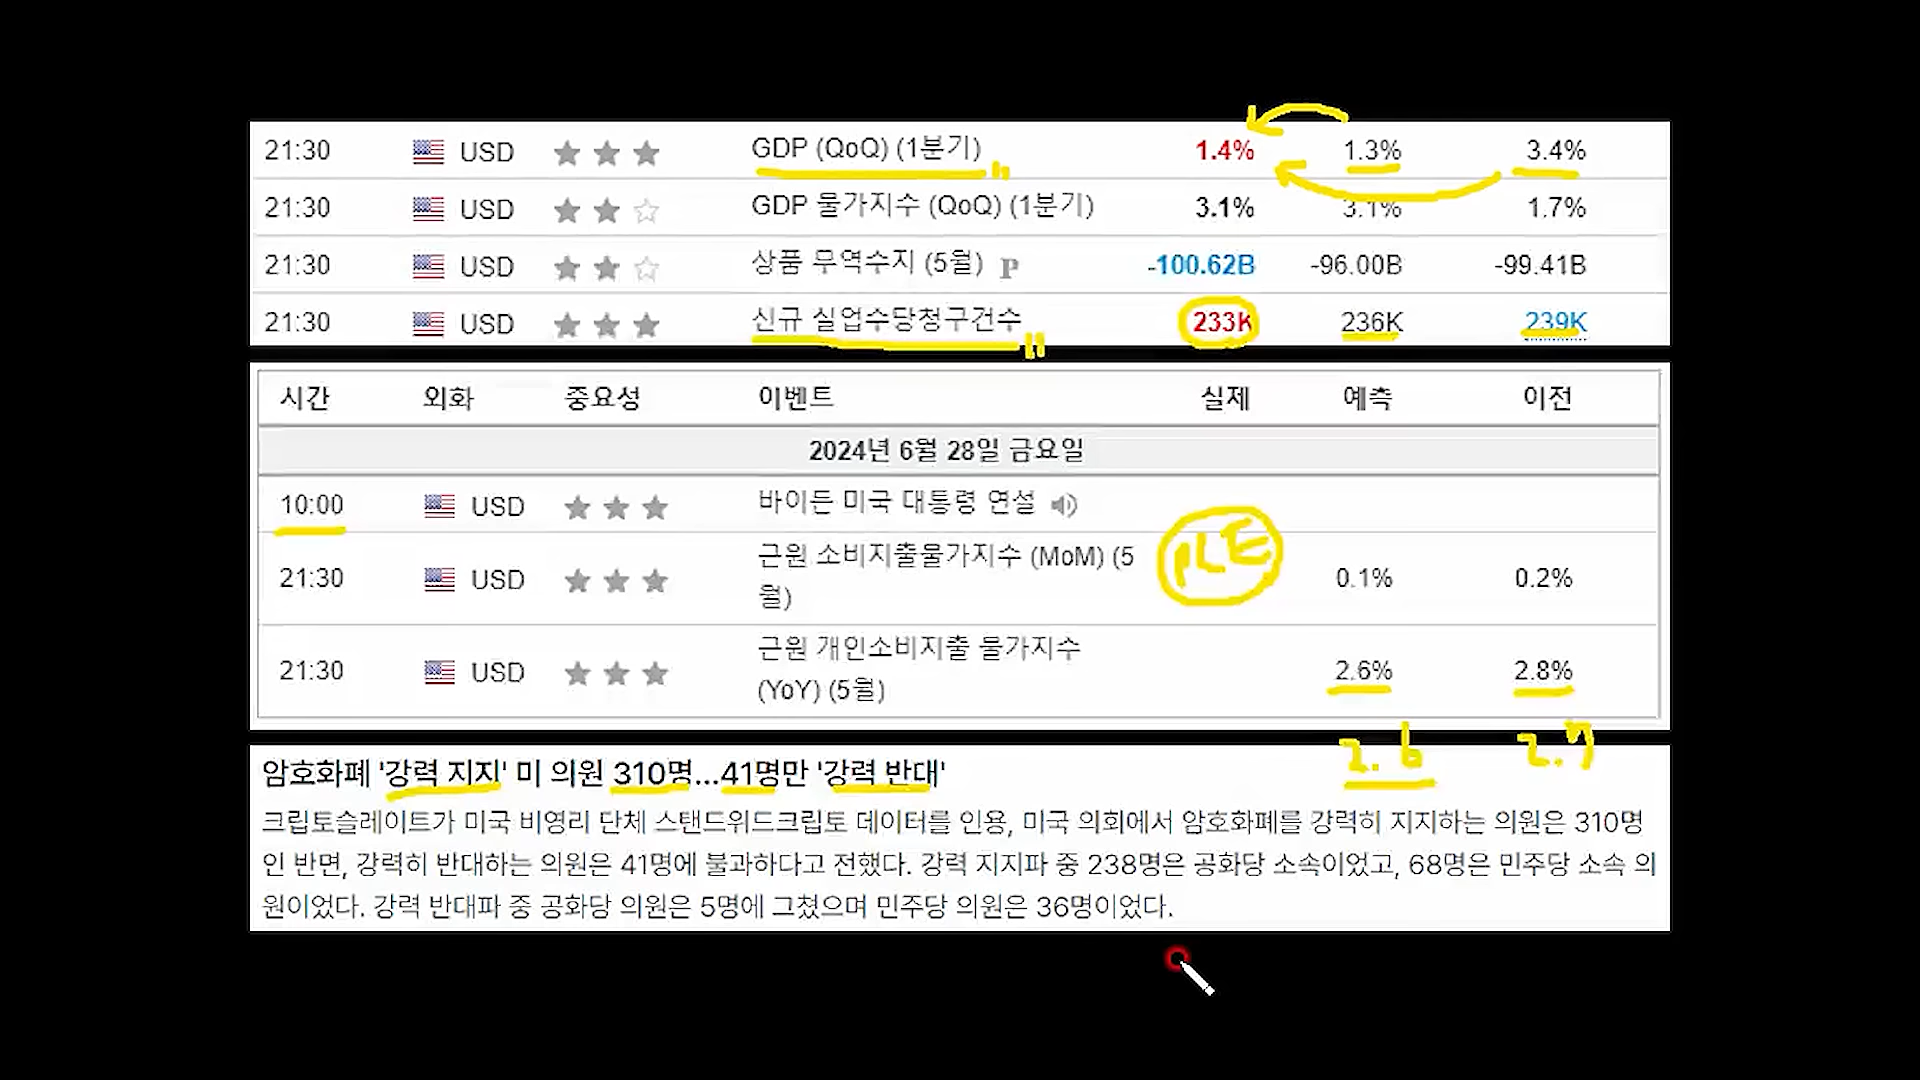 21:30 USD GDP (QoQ) (1분기) 1.4% 1.3% 3.4%
21:30 USD GDP 물가지수 (QoQ) (1분기) 3.1% 3.1% 1.7%
21:30 USD 상품 무역수지 (5월) P -100.62B -96.00B -99.41B
21:30 USD 신규 실업수당청구건수 233K 236K 239K
시간 외화 중요성 이벤트 실제 예측 이전
2024년 6월 28일 금요일
10:00 USD 바이든 미국 대통령 연설
21:30 USD 근원 소비지출물가지수 (MoM) (5 0.1% 0.2%
월)
PCE
21:30 USD 근원 개인소비지출 물가지수 2.6% 2.8%
(YoY) (5월)
2.6 2.7
암호화폐 '강력 지지' 미 의원 310명...41명만 '강력 반대'
크립토슬레이트가 미국 비영리 단체 스탠드위드크립토 데이터를 인용, 미국 의회에서 암호화폐를 강력히 지지하는 의원은 310명
인 반면, 강력히 반대하는 의원은 41명에 불과하다고 전했다. 강력 지지파 중 238명은 공화당 소속이었고, 68명은 민주당 소속 의
원이었다. 강력 반대파 중 공화당 의원은 5명에 그쳤으며 민주당 의원은 36명이었다.